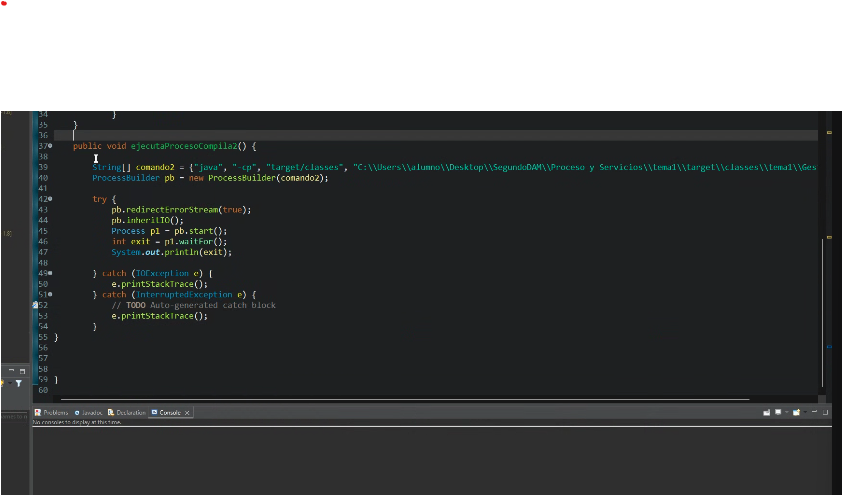 34 }
35 }
36
37 public void ejecutaProcesoCompila2() {
38
39 String[] comando2 = {"java", "-cp", "target/classes", "C:\\Users\\alumno\\Desktop\\SegundoDAM\\Proceso y Servicios\\tema1\\target\\classes\\tema1\\Ges
40 ProcessBuilder pb = new ProcessBuilder(comando2);
41
42 try {
43 pb.redirectErrorStream(true);
44 pb.inheritIO();
45 Process p1 = pb.start();
46 int exit = p1.waitFor();
47 System.out.println(exit);
48
49 } catch (IOException e) {
50 e.printStackTrace();
51 } catch (InterruptedException e) {
52 // TODO Auto-generated catch block
53 e.printStackTrace();
54 }
55 }
56
57
58
59 }
60
Problems Javadoc Declaration Console
No consoles to display at this time.